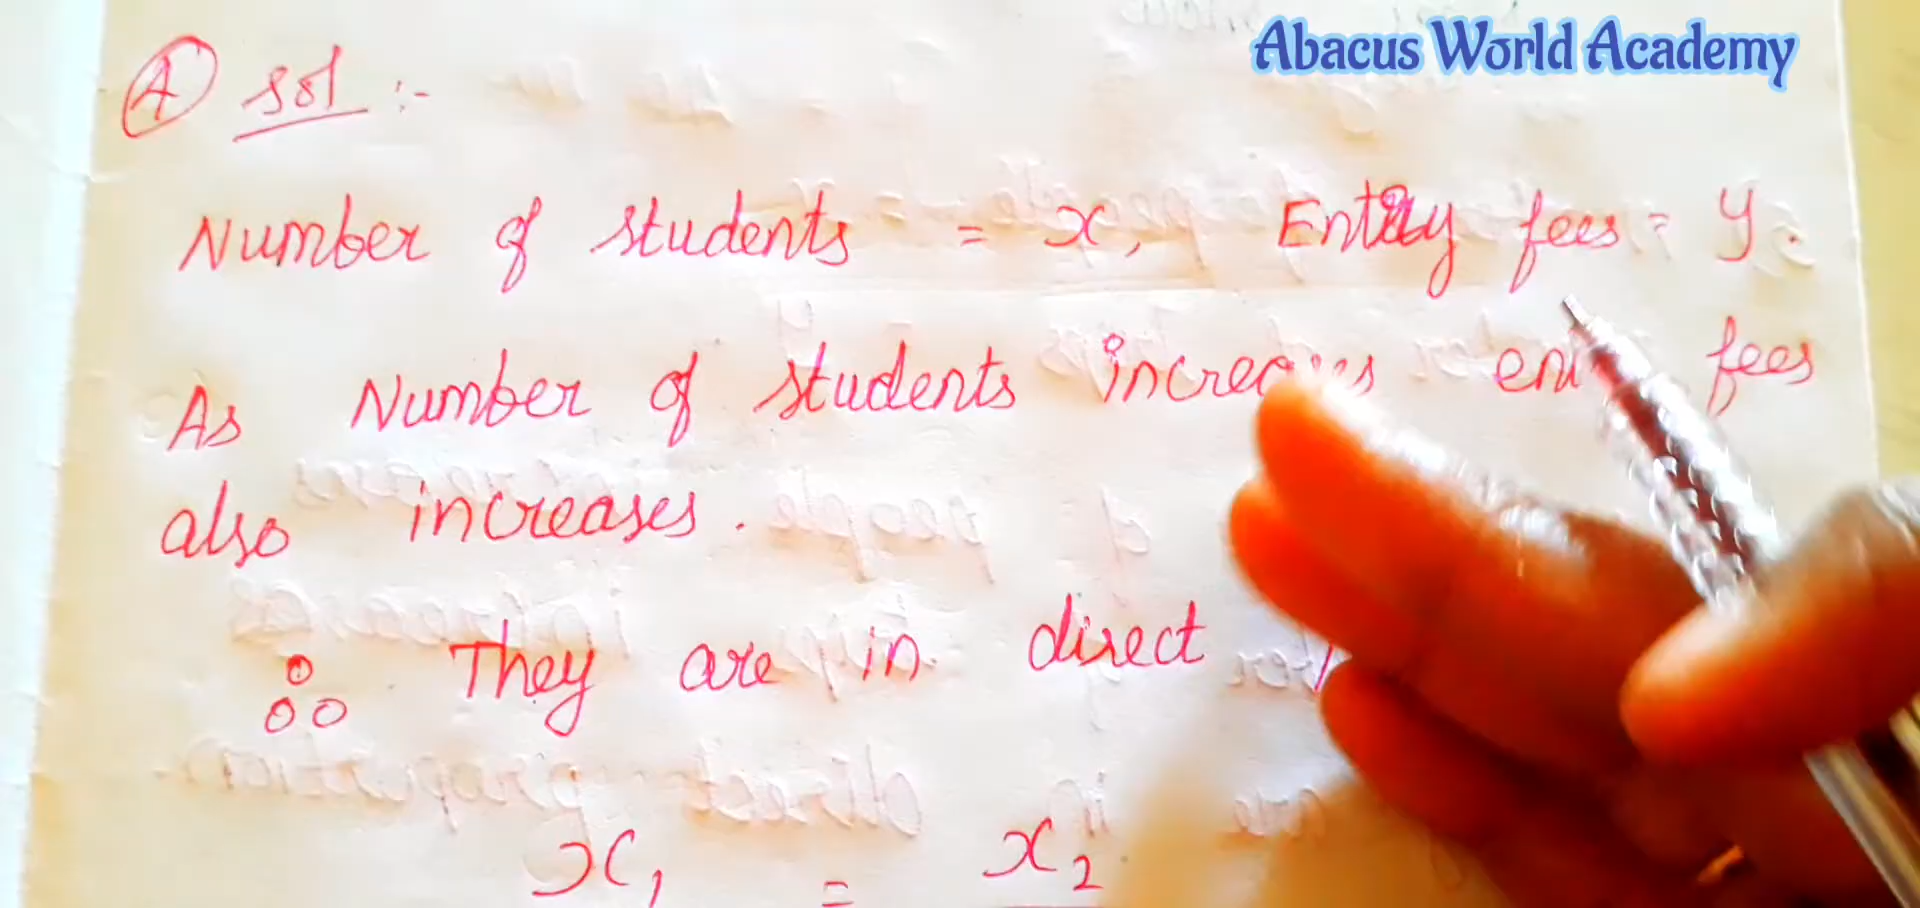 Abacus World Academy
A sol :-
Number of students = x, Entry fees = y.
As Number of students increases fees
also increases.
∴ They are in direct
x₁ = x₂